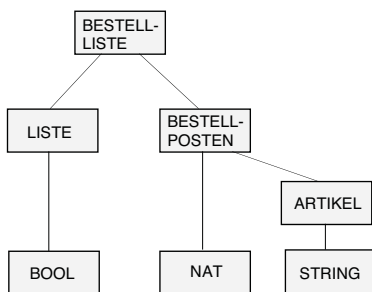 BESTELL-
LISTE
LISTE
BESTELL-
POSTEN
ARTIKEL
BOOL
NAT
STRING